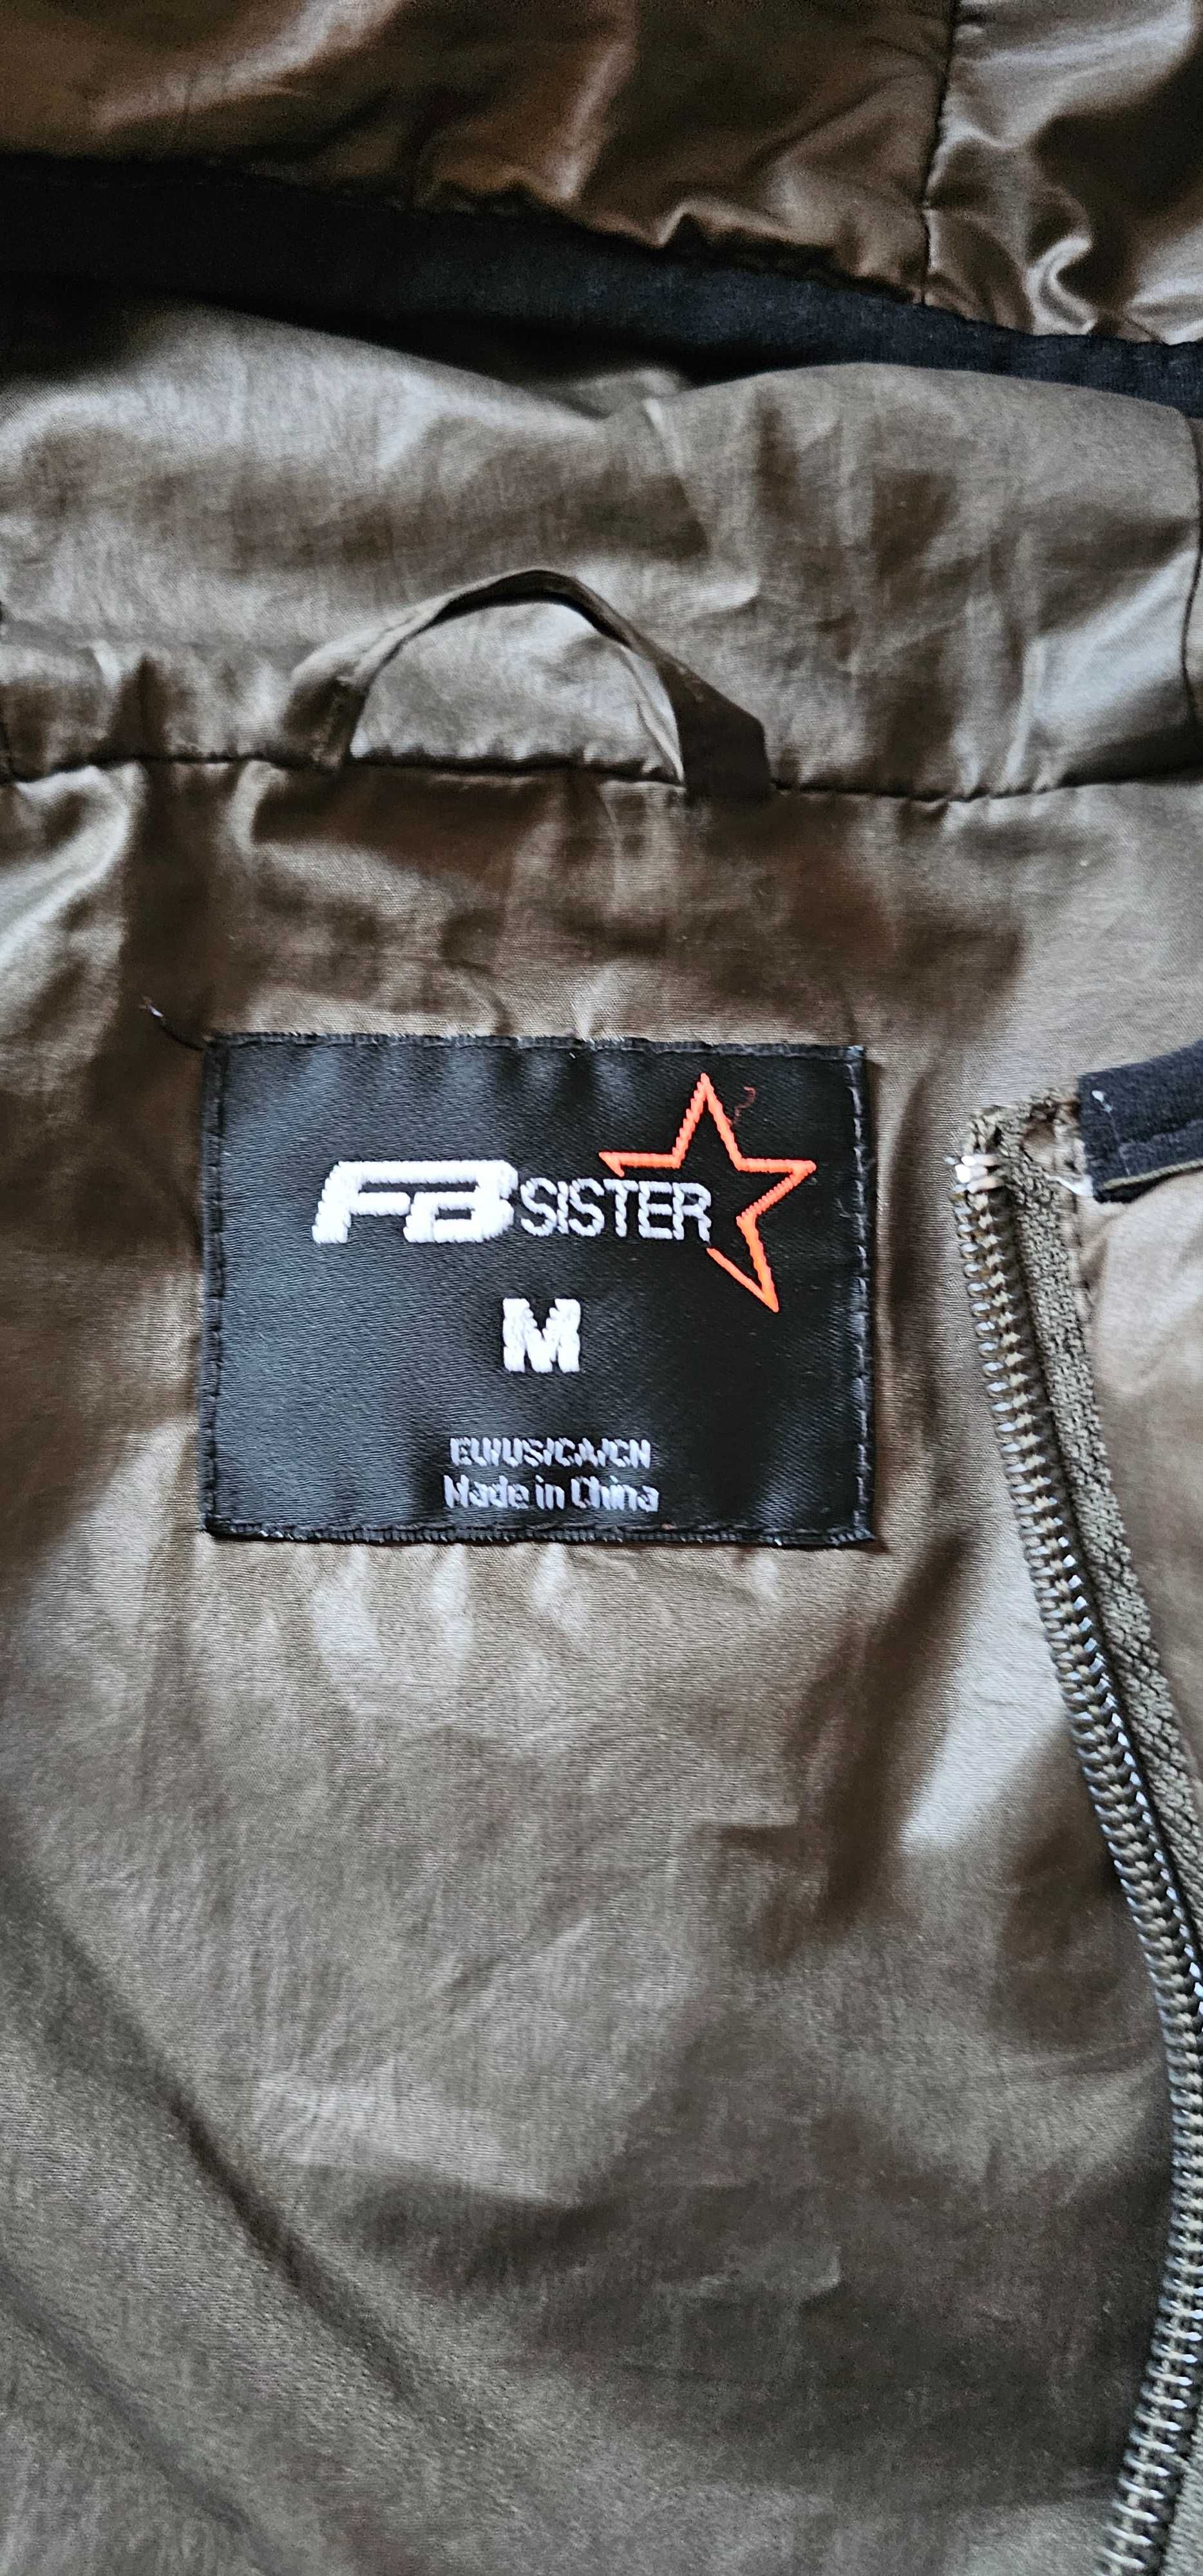 FB SISTER
M
EU/US/CA/CN
Made in China